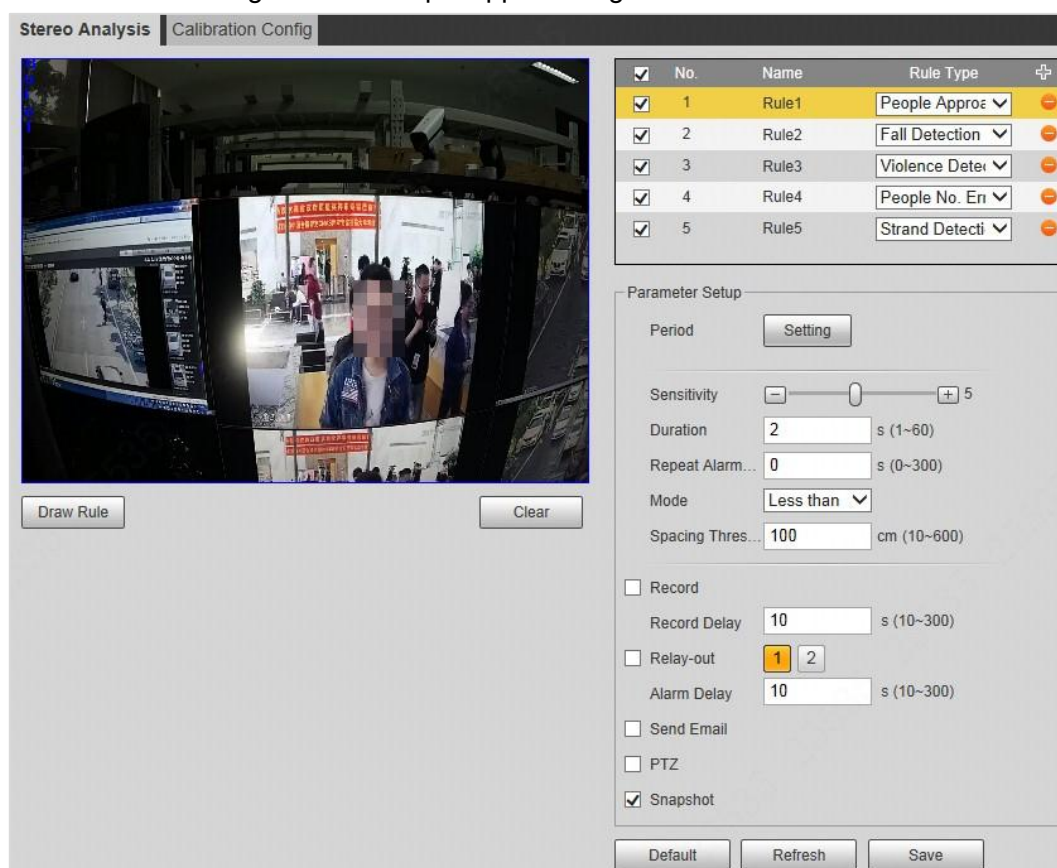 Stereo Analysis Calibration Config
No. Name Rule Type
1 Rule1 People Approa
2 Rule2 Fall Detection
3 Rule3 Violence Detec
4 Rule4 People No. Err
5 Rule5 Strand Detecti
Draw Rule Clear
Parameter Setup
Period Setting
Sensitivity 5
Duration 2 s (1~60)
Repeat Alarm... 0 s (0~300)
Mode Less than
Spacing Thres... 100 cm (10~600)
Record
Record Delay 10 s (10~300)
Relay-out 1 2
Alarm Delay 10 s (10~300)
Send Email
PTZ
Snapshot
Default Refresh Save